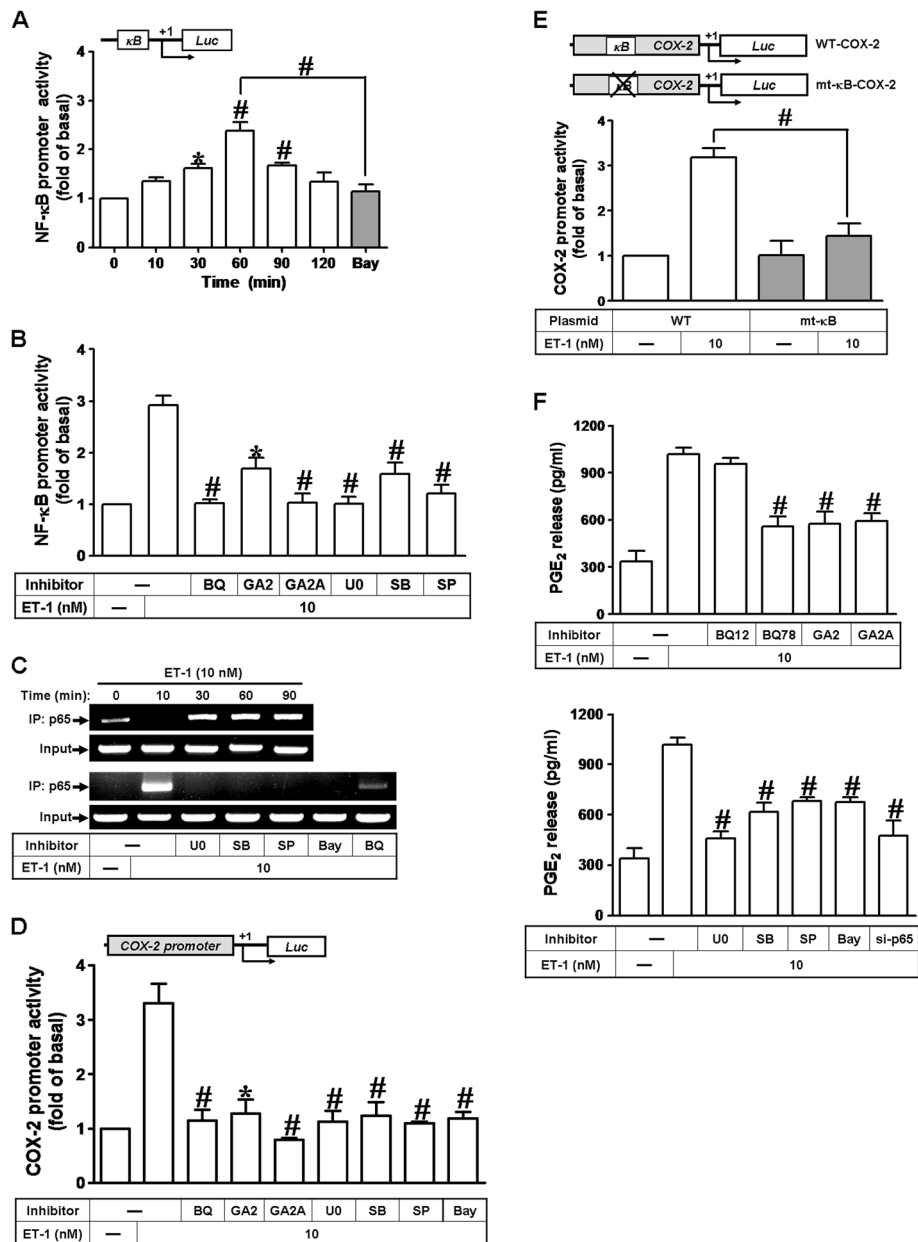 A
κB
+1
Luc
NF-κB promoter activity
(fold of basal)
4
3
2
1
0
*
#
#
#
0 10 30 60 90 120 Bay
Time (min)
B
NF-κB promoter activity
(fold of basal)
4
3
2
1
0
# * # # # #
Inhibitor — BQ GA2 GA2A U0 SB SP
ET-1 (nM) — 10
C
ET-1 (10 nM)
Time (min): 0 10 30 60 90
IP: p65
Input
IP: p65
Input
Inhibitor — U0 SB SP Bay BQ
ET-1 (nM) — 10
D
COX-2 promoter
+1
Luc
COX-2 promoter activity
(fold of basal)
4
3
2
1
0
# * # # # # #
Inhibitor — BQ GA2 GA2A U0 SB SP Bay
ET-1 (nM) — 10
E
κB COX-2 +1 Luc WT-COX-2
κB COX-2 +1 Luc mt-κB-COX-2
COX-2 promoter activity
(fold of basal)
4
3
2
1
0
#
Plasmid WT mt-κB
ET-1 (nM) — 10 — 10
F
PGE2 release (pg/ml)
1200
900
600
300
0
# # #
Inhibitor — BQ12 BQ78 GA2 GA2A
ET-1 (nM) — 10
PGE2 release (pg/ml)
1200
900
600
300
0
# # # # #
Inhibitor — U0 SB SP Bay si-p65
ET-1 (nM) — 10